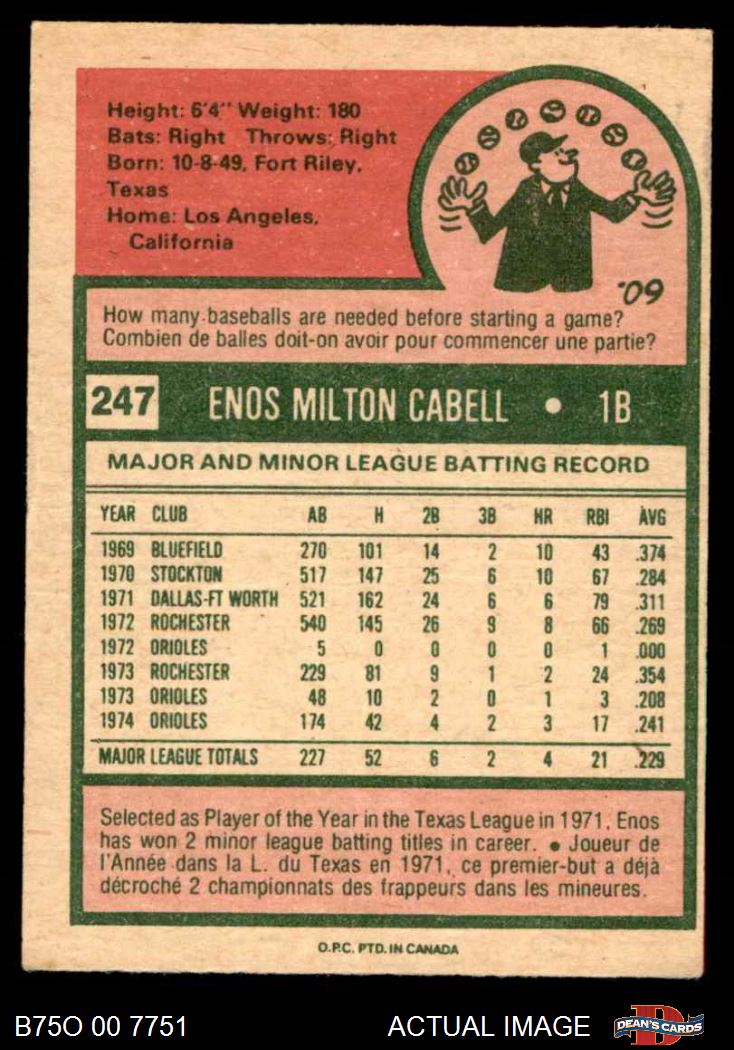 Height: 6'4" Weight: 180
Bats: Right Throws: Right
Born: 10-8-49, Fort Riley,
Texas
Home: Los Angeles,
California
'09
How many baseballs are needed before starting a game?
Combien de balles doit-on avoir pour commencer une partie?
247 ENOS MILTON CABELL • 1B
MAJOR AND MINOR LEAGUE BATTING RECORD
YEAR CLUB AB H 2B 3B HR RBI AVG
1969 BLUEFIELD 270 101 14 2 10 43 .374
1970 STOCKTON 517 147 25 6 10 67 .284
1971 DALLAS-FT WORTH 521 162 24 6 6 79 .311
1972 ROCHESTER 540 145 26 9 8 66 .269
1972 ORIOLES 5 0 0 0 0 1 .000
1973 ROCHESTER 229 81 9 1 2 24 .354
1973 ORIOLES 48 10 2 0 1 3 .208
1974 ORIOLES 174 42 4 2 3 17 .241
MAJOR LEAGUE TOTALS 227 52 6 2 4 21 .229
Selected as Player of the Year in the Texas League in 1971, Enos
has won 2 minor league batting titles in career. • Joueur de
l'Année dans la L. du Texas en 1971, ce premier-but a déjà
décroché 2 championnats des frappeurs dans les mineures.
O.P.C. PTD. IN CANADA
B75O 00 7751 ACTUAL IMAGE D DEAN'S CARDS